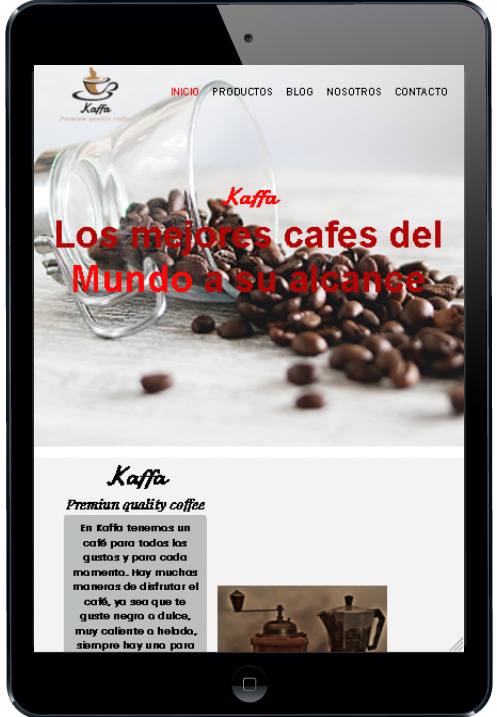 Kaffa
Premium quality coffee
INICIO PRODUCTOS BLOG NOSOTROS CONTACTO
Kaffa
Los mejores cafes del
Mundo a su alcance
Kaffa
Premiun quality coffee
En Kaffa tenemos un
café para todos los
gustos y para cada
momento. Hay muchas
maneras de disfrutar el
café, ya sea que te
guste negro o dulce,
muy caliente o helado,
siempre hay uno para